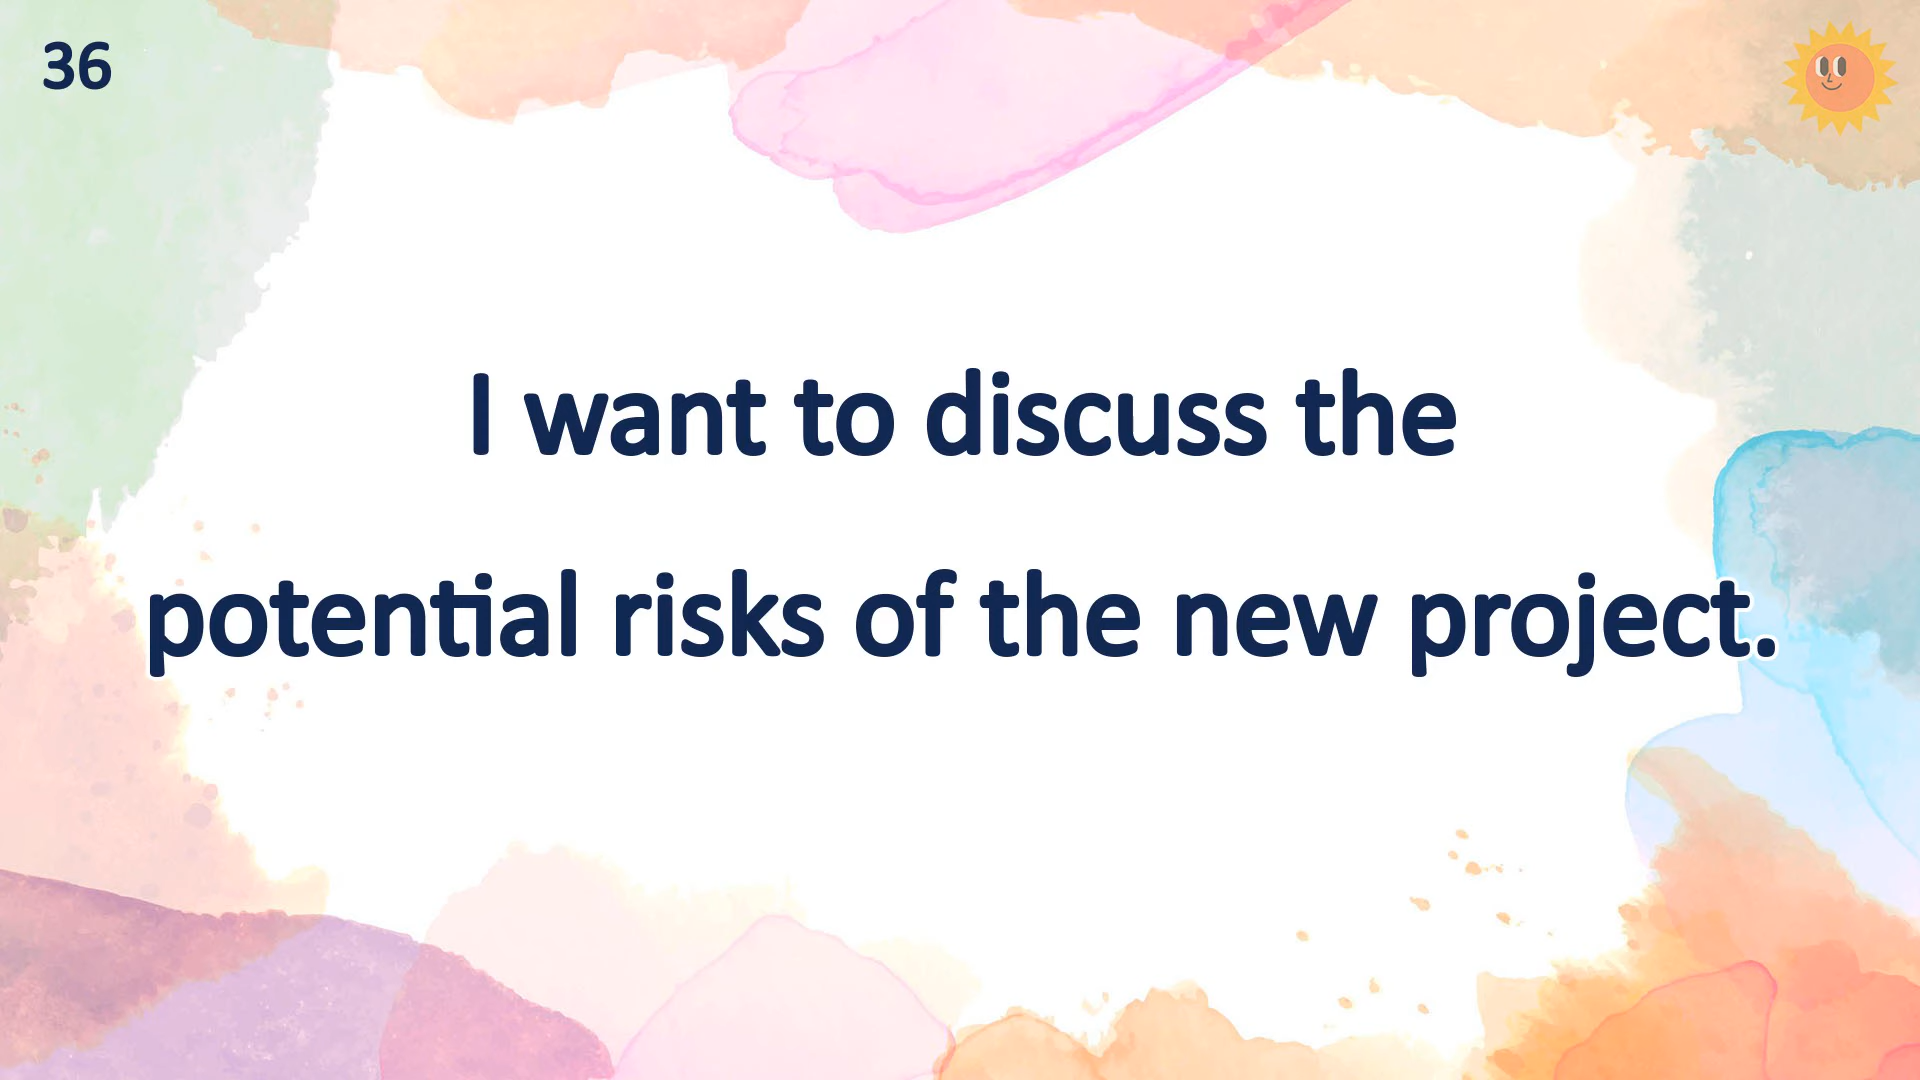 36
I want to discuss the
potential risks of the new project.